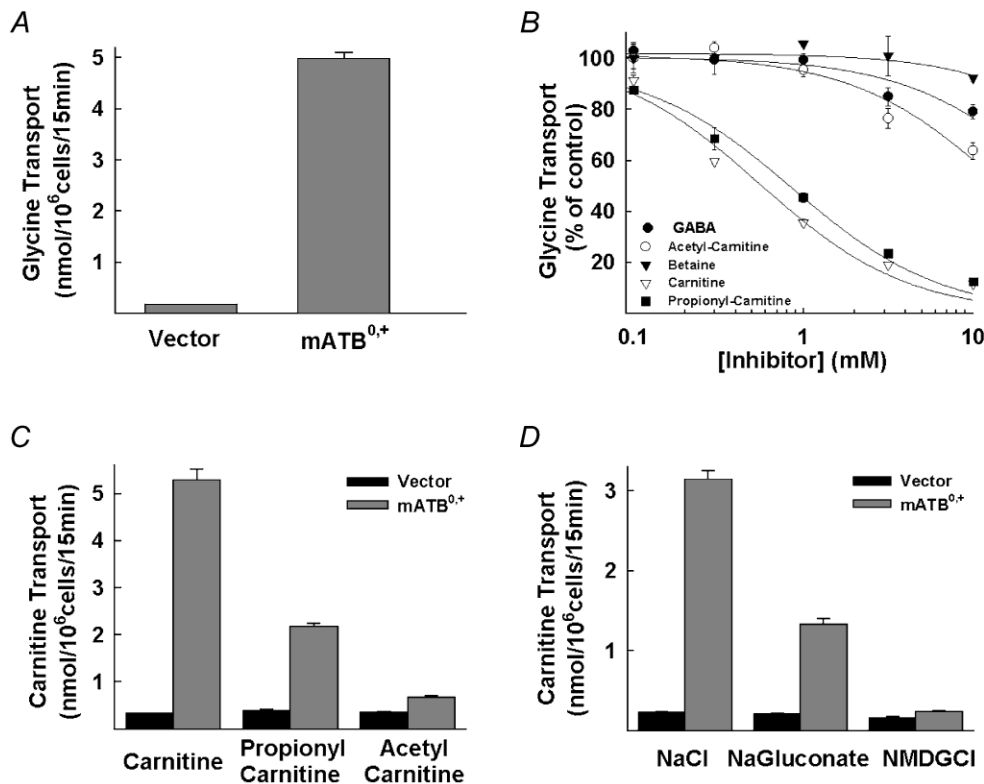 A
Glycine Transport
(nmol/10⁶cells/15min)
5
4
3
2
1
Vector
mATB⁰,⁺
B
Glycine Transport
(% of control)
100
80
60
40
20
GABA
Acetyl-Carnitine
Betaine
Carnitine
Propionyl-Carnitine
0.1
1
10
[Inhibitor] (mM)
C
Carnitine Transport
(nmol/10⁶cells/15min)
5
4
3
2
1
Vector
mATB⁰,⁺
Carnitine
Propionyl
Carnitine
Acetyl
Carnitine
D
Carnitine Transport
(nmol/10⁶cells/15min)
3
2
1
Vector
mATB⁰,⁺
NaCl
NaGluconate
NMDGCl